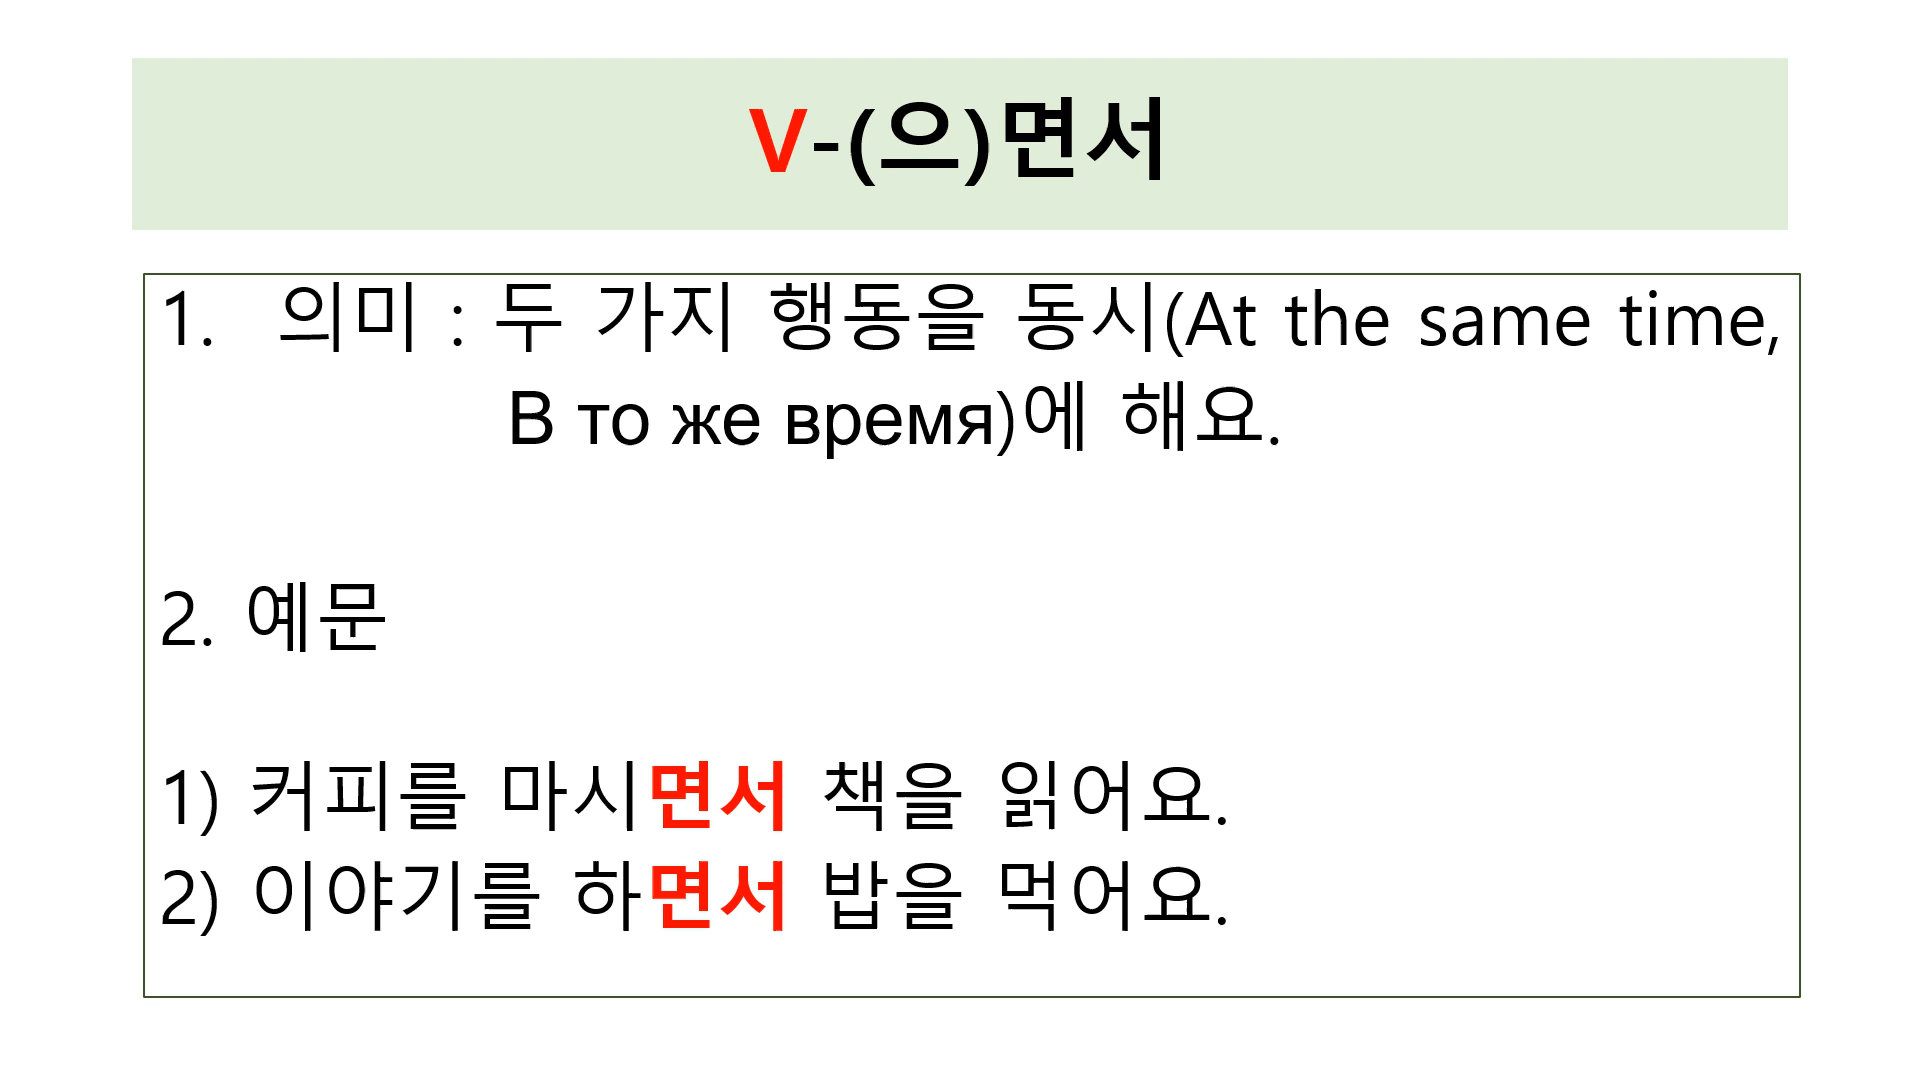 V-(으)면서
1. 의미 : 두 가지 행동을 동시(At the same time,
В то же время)에 해요.
2. 예문
1) 커피를 마시면서 책을 읽어요.
2) 이야기를 하면서 밥을 먹어요.